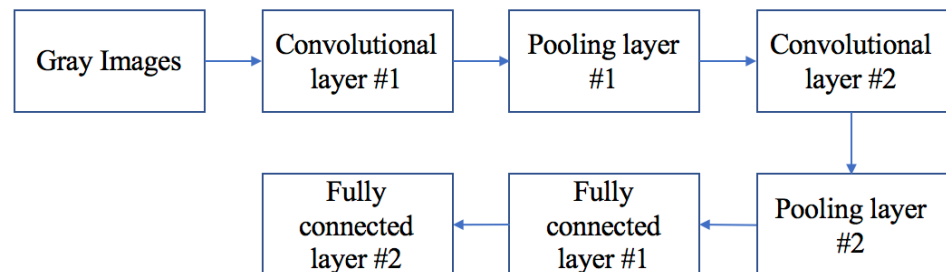 Gray Images
Convolutional
layer #1
Pooling layer
#1
Convolutional
layer #2
Pooling layer
#2
Fully
connected
layer #1
Fully
connected
layer #2